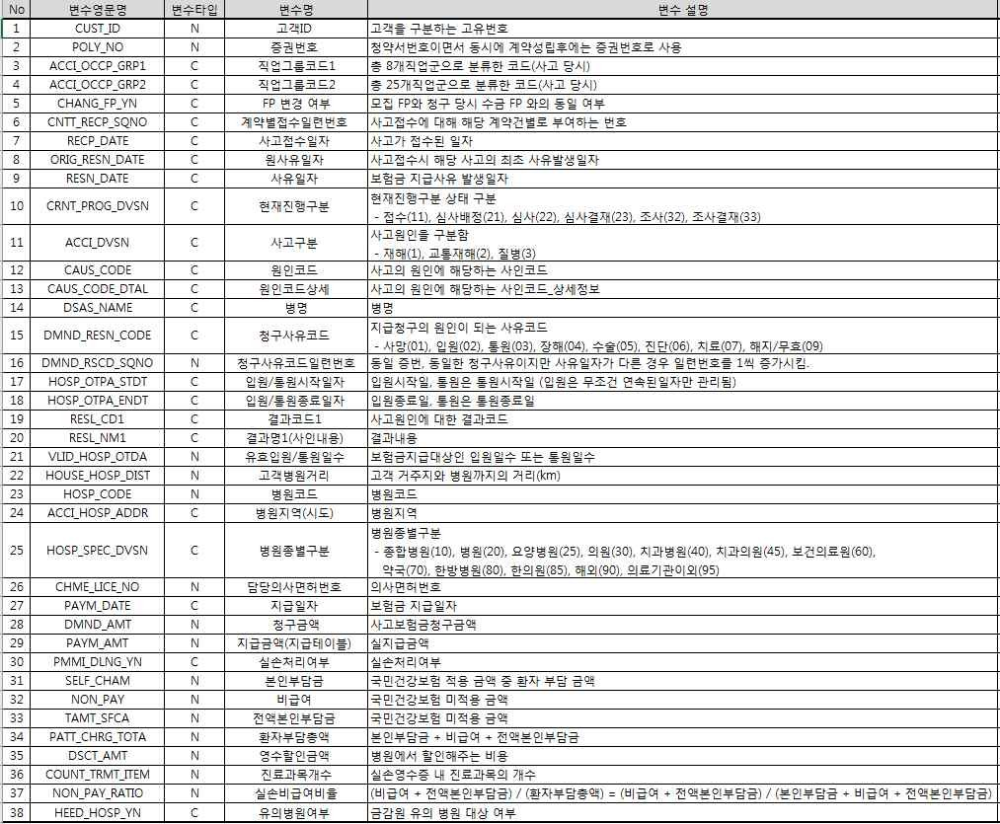 No 변수영문명 변수타입 변수명 변수 설명
1 CUST_ID N 고객ID 고객을 구분하는 고유번호
2 POLY_NO N 증권번호 청약서번호이면서 동시에 계약성립후에는 증권번호로 사용
3 ACCI_OCCP_GRP1 C 직업그룹코드1 총 8개직업군으로 분류한 코드(사고 당시)
4 ACCI_OCCP_GRP2 C 직업그룹코드2 총 25개직업군으로 분류한 코드(사고 당시)
5 CHANG_FP_YN C FP 변경 여부 모집 FP와 청구 당시 수금 FP 와의 동일 여부
6 CNTT_RECP_SQNO C 계약별접수일련번호 사고접수에 대해 해당 계약건별로 부여하는 번호
7 RECP_DATE C 사고접수일자 사고가 접수된 일자
8 ORIG_RESN_DATE C 원사유일자 사고접수시 해당 사고의 최초 사유발생일자
9 RESN_DATE C 사유일자 보험금 지급사유 발생일자
10 CRNT_PROG_DVSN C 현재진행구분 현재진행구분 상태 구분
- 접수(11), 심사배정(21), 심사(22), 심사결재(23), 조사(32), 조사결재(33)
11 ACCI_DVSN C 사고구분 사고원인을 구분함
- 재해(1), 교통재해(2), 질병(3)
12 CAUS_CODE C 원인코드 사고의 원인에 해당하는 사인코드
13 CAUS_CODE_DTAL C 원인코드상세 사고의 원인에 해당하는 사인코드_상세정보
14 DSAS_NAME C 병명 병명
15 DMND_RESN_CODE C 청구사유코드 지급청구의 원인이 되는 사유코드
- 사망(01), 입원(02), 통원(03), 장해(04), 수술(05), 진단(06), 치료(07), 해지/무효(09)
16 DMND_RSCD_SQNO N 청구사유코드일련번호 동일 증번, 동일한 청구사유이지만 사유일자가 다른 경우 일련번호를 1씩 증가시킴.
17 HOSP_OTPA_STDT C 입원/통원시작일자 입원시작일, 통원은 통원시작일 (입원은 무조건 연속된일자만 관리됨)
18 HOSP_OTPA_ENDT C 입원/통원종료일자 입원종료일, 통원은 통원종료일
19 RESL_CD1 C 결과코드1 사고원인에 대한 결과코드
20 RESL_NM1 C 결과명1(사인내용) 결과내용
21 VLID_HOSP_OTDA N 유효입원/통원일수 보험금지급대상인 입원일수 또는 통원일수
22 HOUSE_HOSP_DIST N 고객병원거리 고객 거주지와 병원까지의 거리(km)
23 HOSP_CODE N 병원코드 병원코드
24 ACCI_HOSP_ADDR C 병원지역(시도) 병원지역
25 HOSP_SPEC_DVSN C 병원종별구분 병원종별구분
- 종합병원(10), 병원(20), 요양병원(25), 의원(30), 치과병원(40), 치과의원(45), 보건의료원(60),
약국(70), 한방병원(80), 한의원(85), 해외(90), 의료기관이외(95)
26 CHME_LICE_NO N 담당의사면허번호 의사면허번호
27 PAYM_DATE C 지급일자 보험금 지급일자
28 DMND_AMT N 청구금액 사고보험금청구금액
29 PAYM_AMT N 지급금액(지급테이블) 실지급금액
30 PMMI_DLNG_YN C 실손처리여부 실손처리여부
31 SELF_CHAM N 본인부담금 국민건강보험 적용 금액 중 환자 부담 금액
32 NON_PAY N 비급여 국민건강보험 미적용 금액
33 TAMT_SFCA N 전액본인부담금 국민건강보험 미적용 금액
34 PATT_CHRG_TOTA N 환자부담총액 본인부담금 + 비급여 + 전액본인부담금
35 DSCT_AMT N 영수할인금액 병원에서 할인해주는 비용
36 COUNT_TRMT_ITEM N 진료과목개수 실손영수증 내 진료과목의 개수
37 NON_PAY_RATIO N 실손비급여비율 (비급여 + 전액본인부담금) / (환자부담총액) = (비급여 + 전액본인부담금) / (본인부담금 + 비급여 + 전액본인부담금)
38 HEED_HOSP_YN C 유의병원여부 금감원 유의 병원 대상 여부